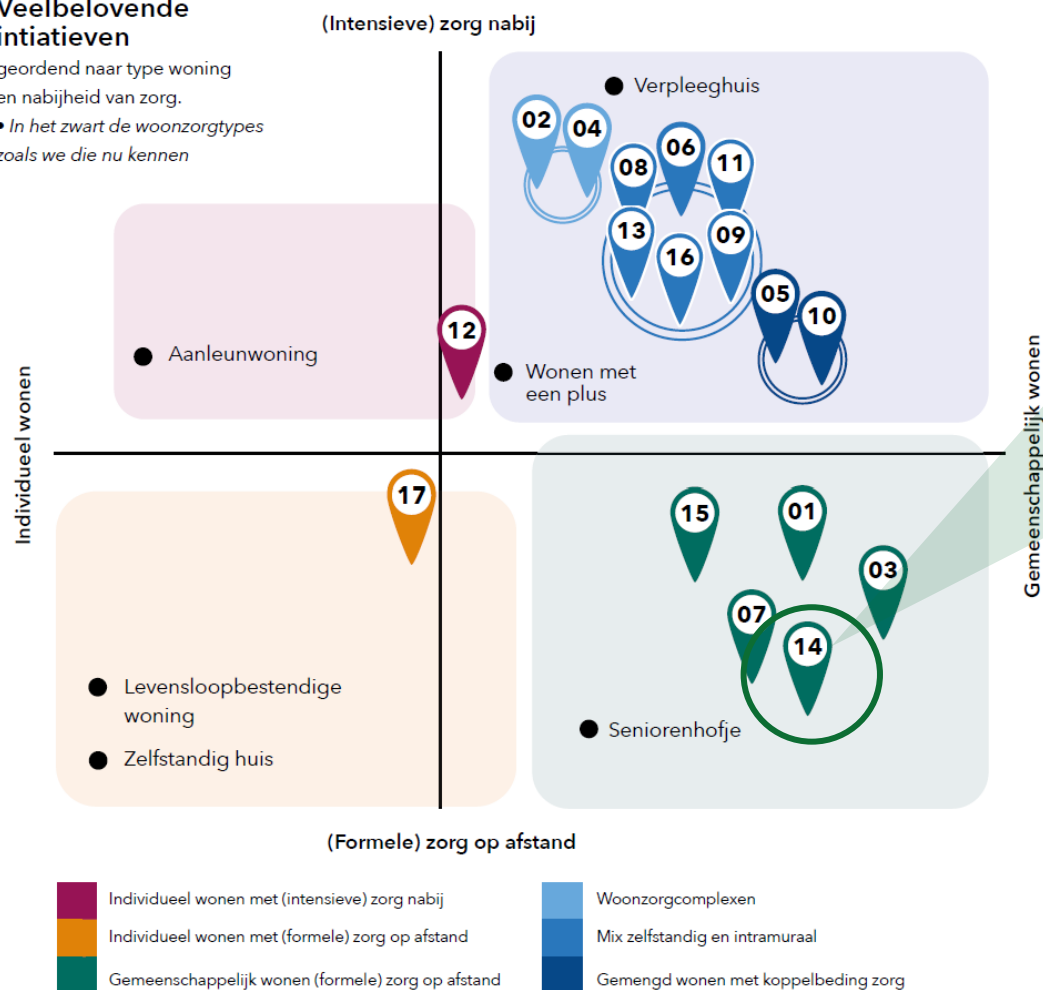 Veelbelovende
intiatieven
geordend naar type woning
en nabijheid van zorg.
• In het zwart de woonzorgtypes
zoals we die nu kennen
(Intensieve) zorg nabij
Verpleeghuis
02
04
06
08
11
13
09
16
05
10
12
Aanleunwoning
Wonen met
een plus
Individueel wonen
Gemeenschappelijk wonen
17
15
01
03
07
14
Levensloopbestendige
woning
Zelfstandig huis
Seniorenhofje
(Formele) zorg op afstand
Individueel wonen met (intensieve) zorg nabij
Individueel wonen met (formele) zorg op afstand
Gemeenschappelijk wonen (formele) zorg op afstand
Woonzorgcomplexen
Mix zelfstandig en intramuraal
Gemengd wonen met koppelbeding zorg